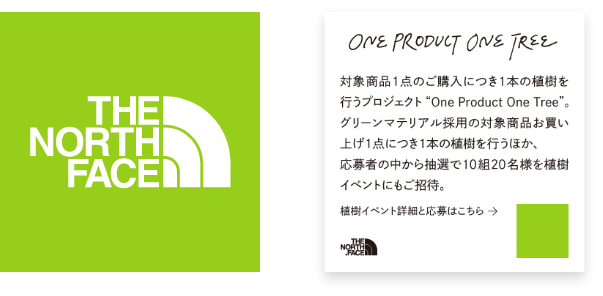 THE
NORTH
FACE
ONE PRODUCT ONE TREE
対象商品1点のご購入につき1本の植樹を
行うプロジェクト“One Product One Tree”。
グリーンマテリアル採用の対象商品お買い
上げ1点につき1本の植樹を行うほか、
応募者の中から抽選で10組20名様を植樹
イベントにもご招待。
植樹イベント詳細と応募はこちら →
THE
NORTH
FACE